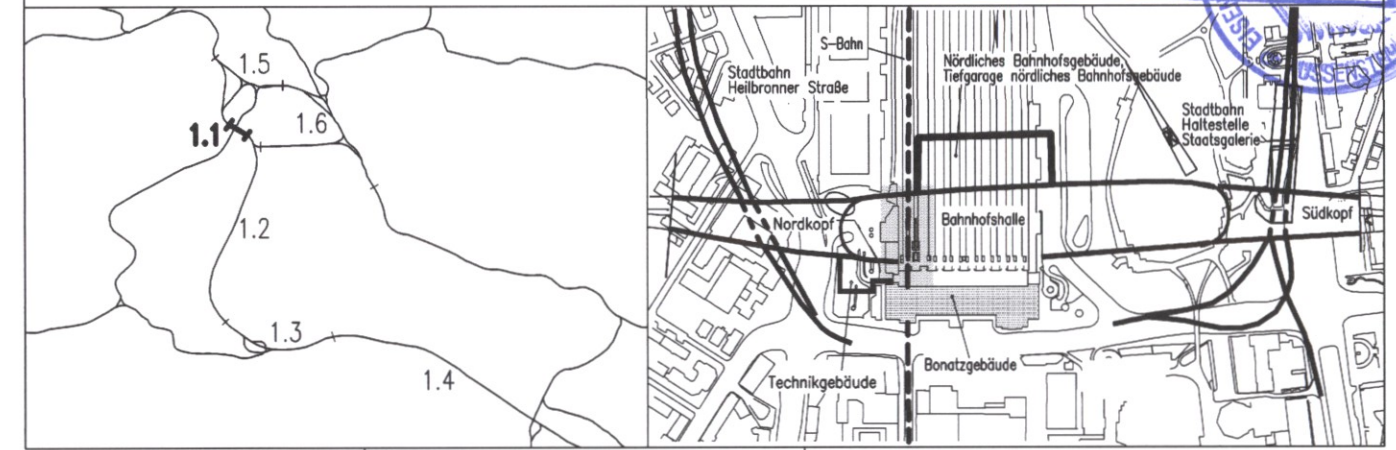 1.5
1.6
1.1
1.2
1.3
1.4
S-Bahn
Nördliches Bahnhofsgebäude,
Tiefgarage nördliches Bahnhofsgebäude
Stadtbahn
Heilbronner Straße
Stadtbahn
Haltestelle
Staatsgalerie
Nordkopf
Bahnhofshalle
Südkopf
Technikgebäude
Bonatzgebäude